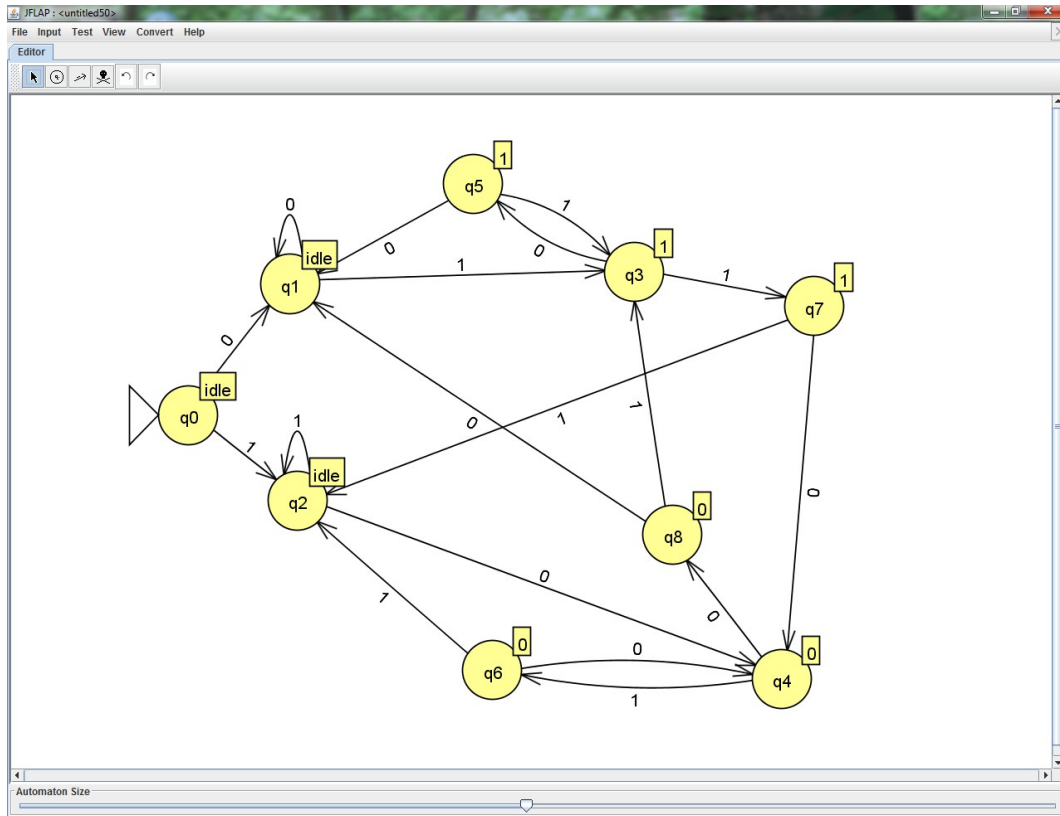 JFLAP : <untitled50>
File Input Test View Convert Help
Editor
1
q5
0
1
1
idle
0
0
q3
q1
1
1
1
q7
0
idle
q0
1
1
idle
0
1
1
0
q2
0
q8
0
0
1
0
0
0
q6
q4
1
Automaton Size